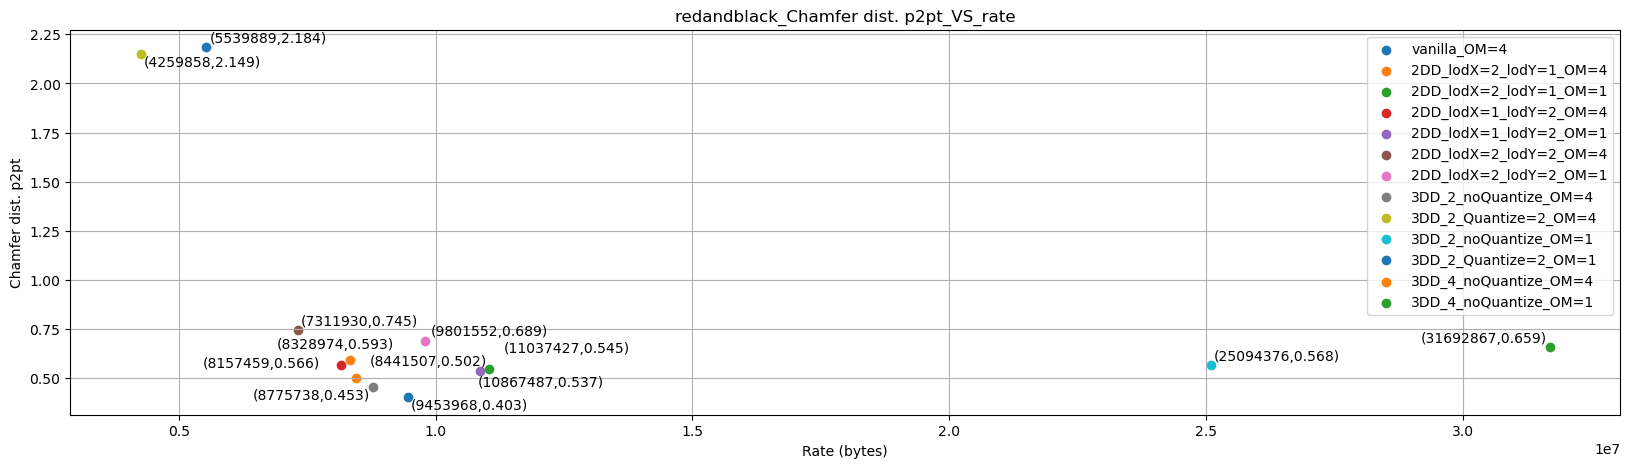 redandblack_Chamfer dist. p2pt_VS_rate
Chamfer dist. p2pt
2.25
2.00
1.75
1.50
1.25
1.00
0.75
0.50
(5539889,2.184)
(4259858,2.149)
(7311930,0.745)
(9801552,0.689)
(8328974,0.593)
(11037427,0.545)
(8157459,0.566)
(8441507,0.502)
(10867487,0.537)
(8775738,0.453)
(9453968,0.403)
(25094376,0.568)
(31692867,0.659)
vanilla_OM=4
2DD_lodX=2_lodY=1_OM=4
2DD_lodX=2_lodY=1_OM=1
2DD_lodX=1_lodY=2_OM=4
2DD_lodX=1_lodY=2_OM=1
2DD_lodX=2_lodY=2_OM=4
2DD_lodX=2_lodY=2_OM=1
3DD_2_noQuantize_OM=4
3DD_2_Quantize=2_OM=4
3DD_2_noQuantize_OM=1
3DD_2_Quantize=2_OM=1
3DD_4_noQuantize_OM=4
3DD_4_noQuantize_OM=1
0.5 1.0 1.5 2.0 2.5 3.0
1e7
Rate (bytes)